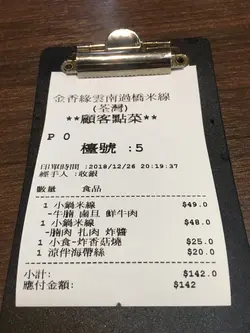 金香緣雲南過橋米線
(荃灣)
**顧客點菜**
P 0
檯號 :5
印單時間 :2018/12/26 20:19:37
經手人 :收銀
數量 食品
1 小鍋米線 $49.0
-牛腩 鹵旦 鮮牛肉
1 小鍋米線 $48.0
-腩肉 扎肉 炸醬
1 小食-炸香菇燒 $25.0
1 涼伴海帶絲 $20.0
小計: $142.0
應付金額: $142